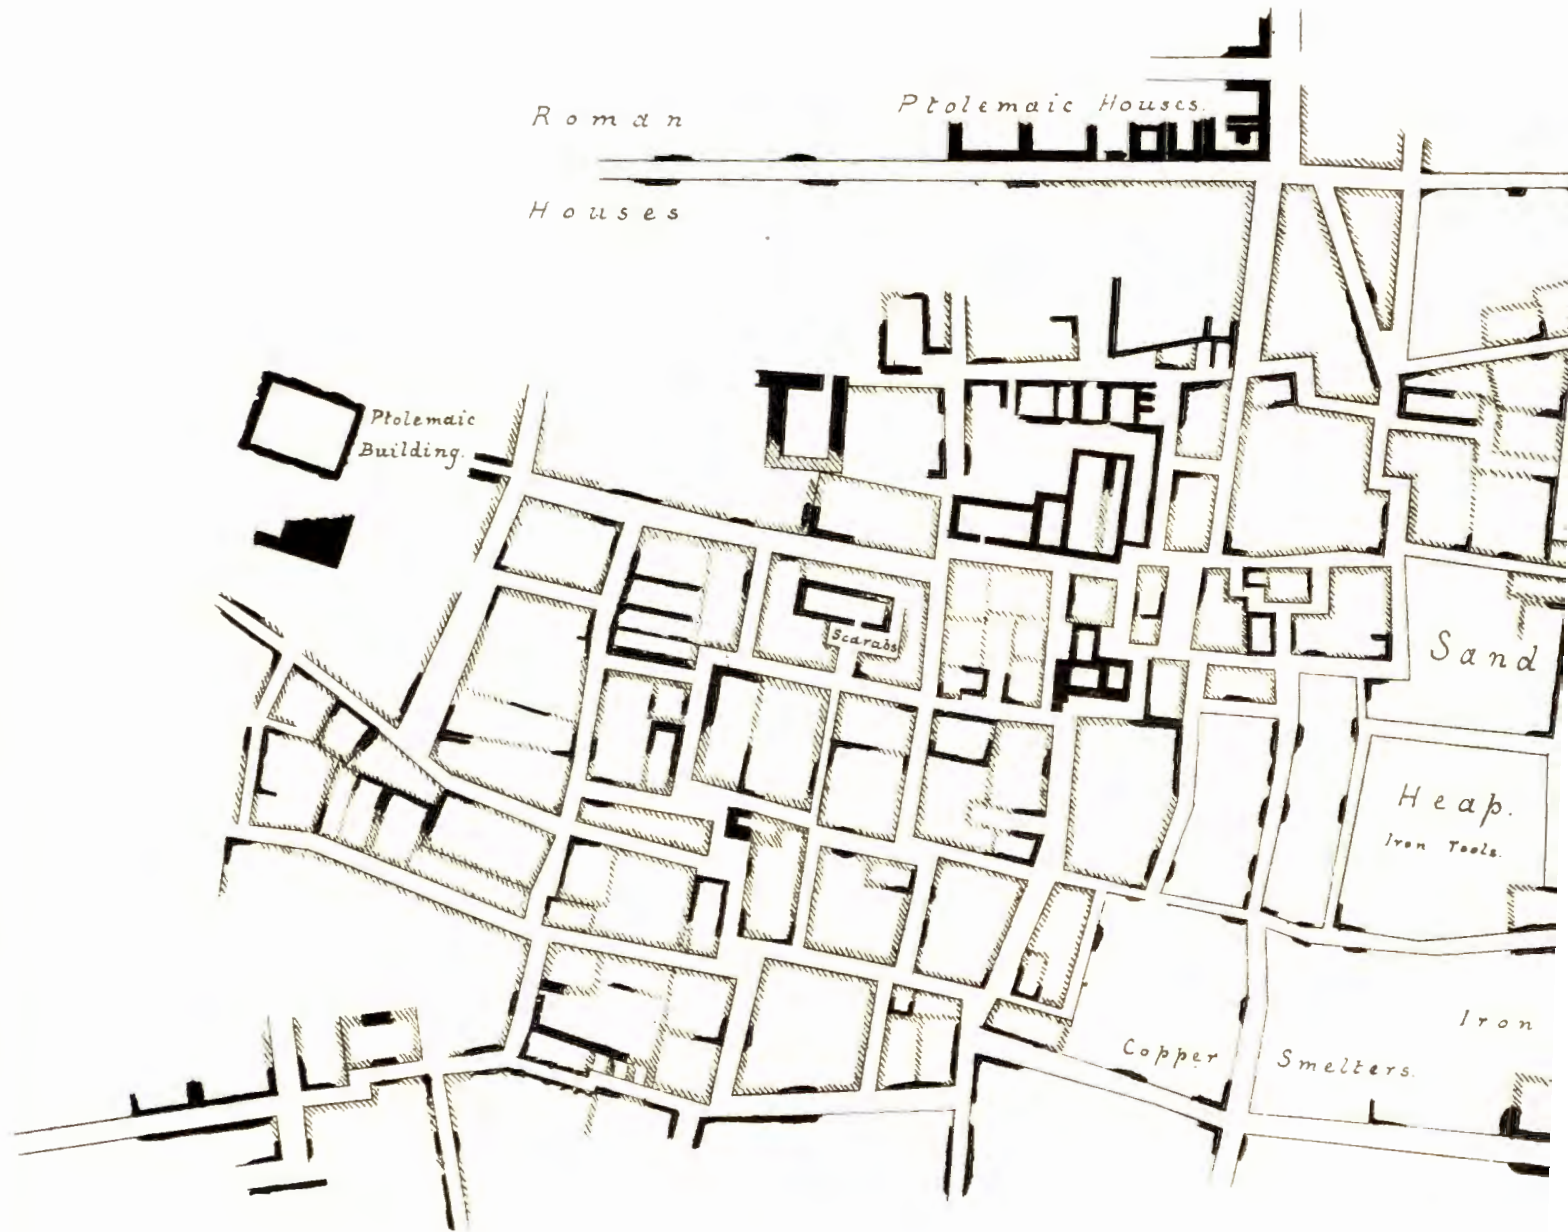 Roman
Ptolemaic Houses.
Houses
Ptolemaic
Building.
Scarabs
Sand
Heap.
Iron Tools.
Iron
Copper
Smelters.